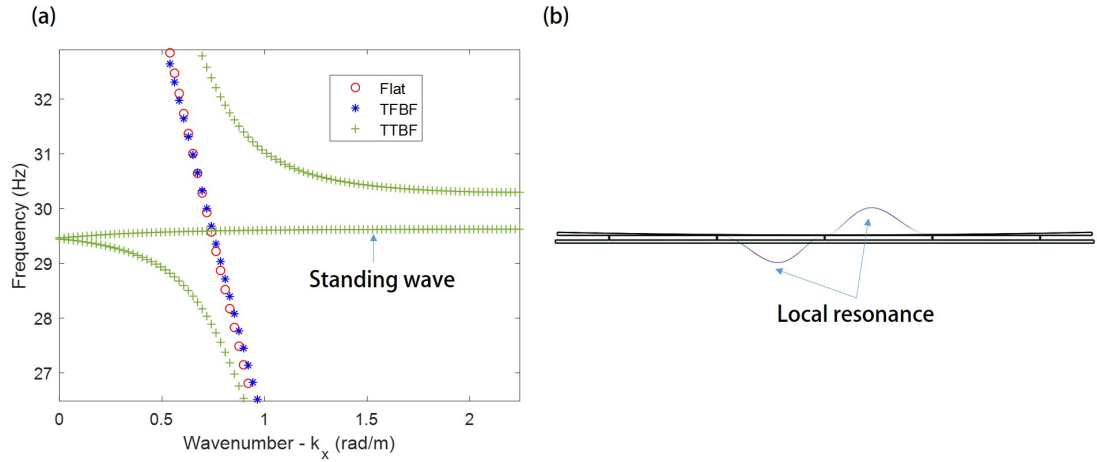 (a)
(b)
32
31
30
29
28
27
Frequency (Hz)
Flat
TFBF
TTBF
Standing wave
0
0.5
1
1.5
2
Wavenumber - k_x (rad/m)
Local resonance